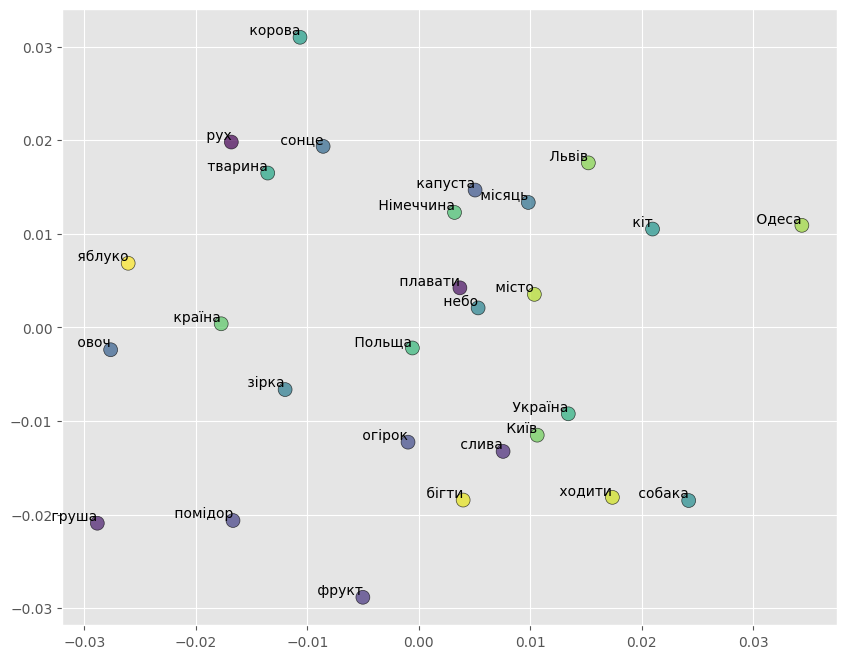 0.03
0.02
0.01
0.00
−0.01
−0.02
−0.03
корова
рух
сонце
тварина
Львів
капуста
місяць
Німеччина
кіт
Одеса
яблуко
плавати
місто
небо
країна
овоч
Польща
зірка
Україна
Київ
огірок
слива
бігти
ходити
собака
груша
помідор
фрукт
−0.03
−0.02
−0.01
0.00
0.01
0.02
0.03